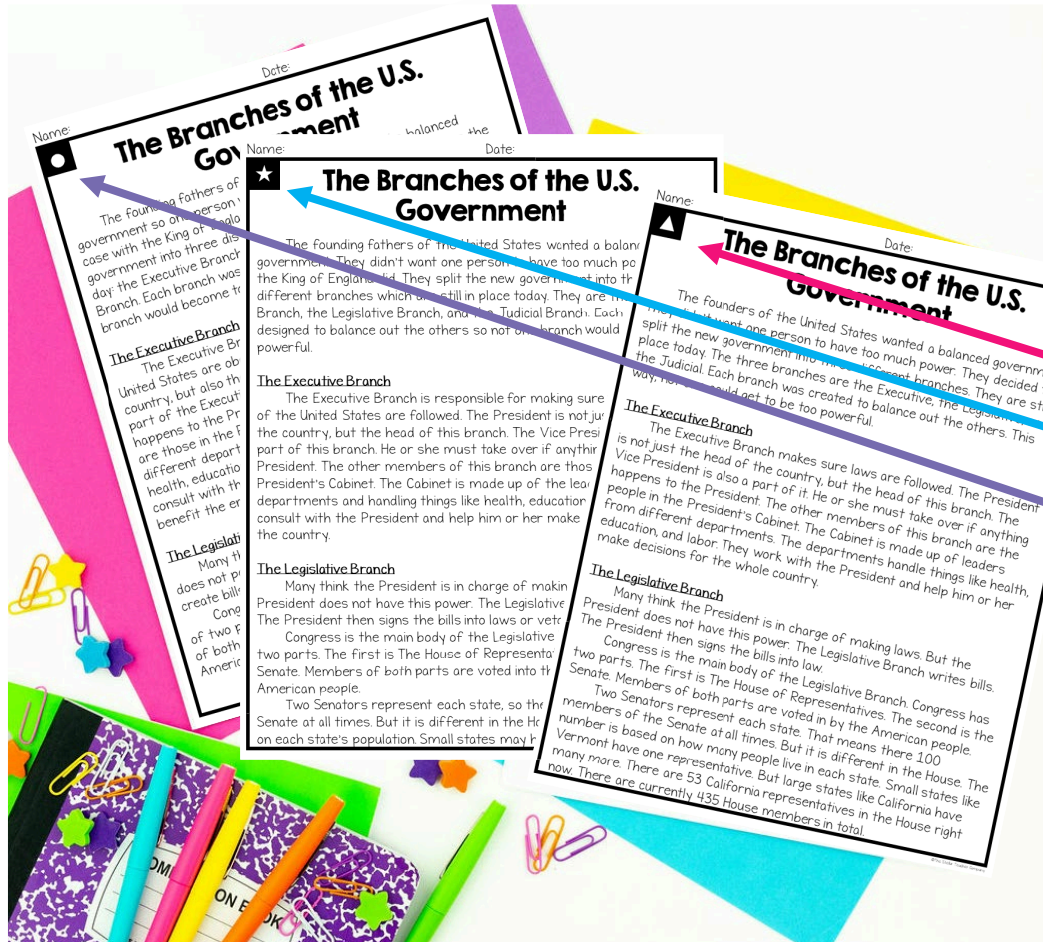 Name:
Date:
The Branches of the U.S.
balanced
the
The founding fathers of
government so one person
case with the King of
government into three
day: the Executive Branch
Branch. Each branch was
branch would become
The Executive Branch
The Executive
United States are
country, but also
part of the
happens to the
are those in the
different
health,
consult with
benefit the
The
Many
does not
create bills
of two
of both
Name:
Date:
The Branches of the U.S.
Government
The founding fathers of the United States wanted a
government. They didn't want one person to have too much
the King of England did. They split the new government into
different branches which are still in place today. They are
Branch, the Legislative Branch, and the Judicial Branch. Each
designed to balance out the others so not one branch would
powerful.
The Executive Branch
The Executive Branch is responsible for making sure
of the United States are followed. The President is not
the country, but the head of this branch. The Vice
part of this branch. He or she must take over if
President. The other members of this branch are
President's Cabinet. The Cabinet is made up of the
departments and handling things like health, education
consult with the President and help him or her make
the country.
The Legislative Branch
Many think the President is in charge of
President does not have this power. The Legislative
The President then signs the bills into laws or
Congress is the main body of the Legislative
two parts. The first is The House of
Senate. Members of both parts are voted into
American people.
Two Senators represent each state, so
Senate at all times. But it is different in the
on each state's population. Small states may
Name:
Date:
The Branches of the U.S.
Government
The founders of the United States wanted a balanced
They didn't want one person to have too much power. They decided
split the new government into three different branches. They are
place today. The three branches are the Executive, the Legislative,
the Judicial. Each branch was created to balance out the others. This
way, get to be too powerful.
The Executive Branch
The Executive Branch makes sure laws are followed. The President
is not just the head of the country, but the head of this branch. The
Vice President is also a part of it. He or she must take over if anything
happens to the President. The other members of this branch are the
people in the President's Cabinet. The Cabinet is made up of leaders
from different departments. The departments handle things like health,
education, and labor. They work with the President and help him or her
make decisions for the whole country.
The Legislative Branch
Many think the President is in charge of making laws. But the
President does not have this power. The Legislative Branch writes bills.
The President then signs the bills into law.
Congress is the main body of the Legislative Branch. Congress has
two parts. The first is The House of Representatives. The second is the
Senate. Members of both parts are voted in by the American people.
Two Senators represent each state. That means there 100
members of the Senate at all times. But it is different in the House. The
number is based on how many people live in each state. Small states like
Vermont have one representative. But large states like California have
many more. There are 53 California representatives in the House right
now. There are currently 435 House members in total.